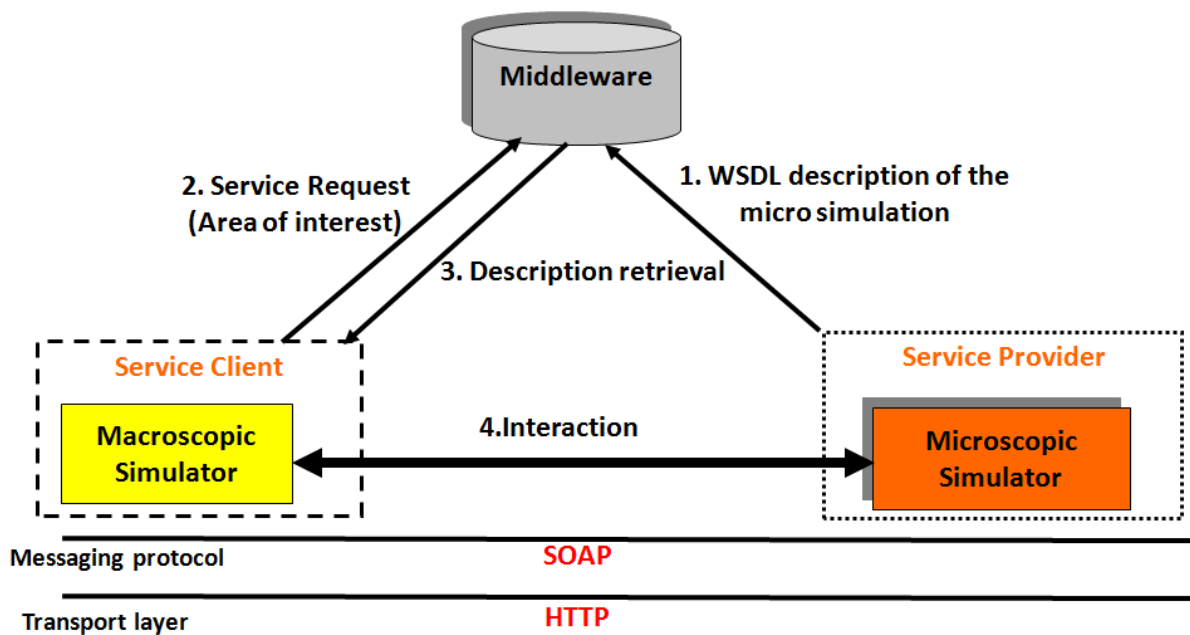 Middleware
2. Service Request
(Area of interest)
1. WSDL description of the
micro simulation
3. Description retrieval
Service Client
Service Provider
Macroscopic
Simulator
4.Interaction
Microscopic
Simulator
Messaging protocol
SOAP
Transport layer
HTTP